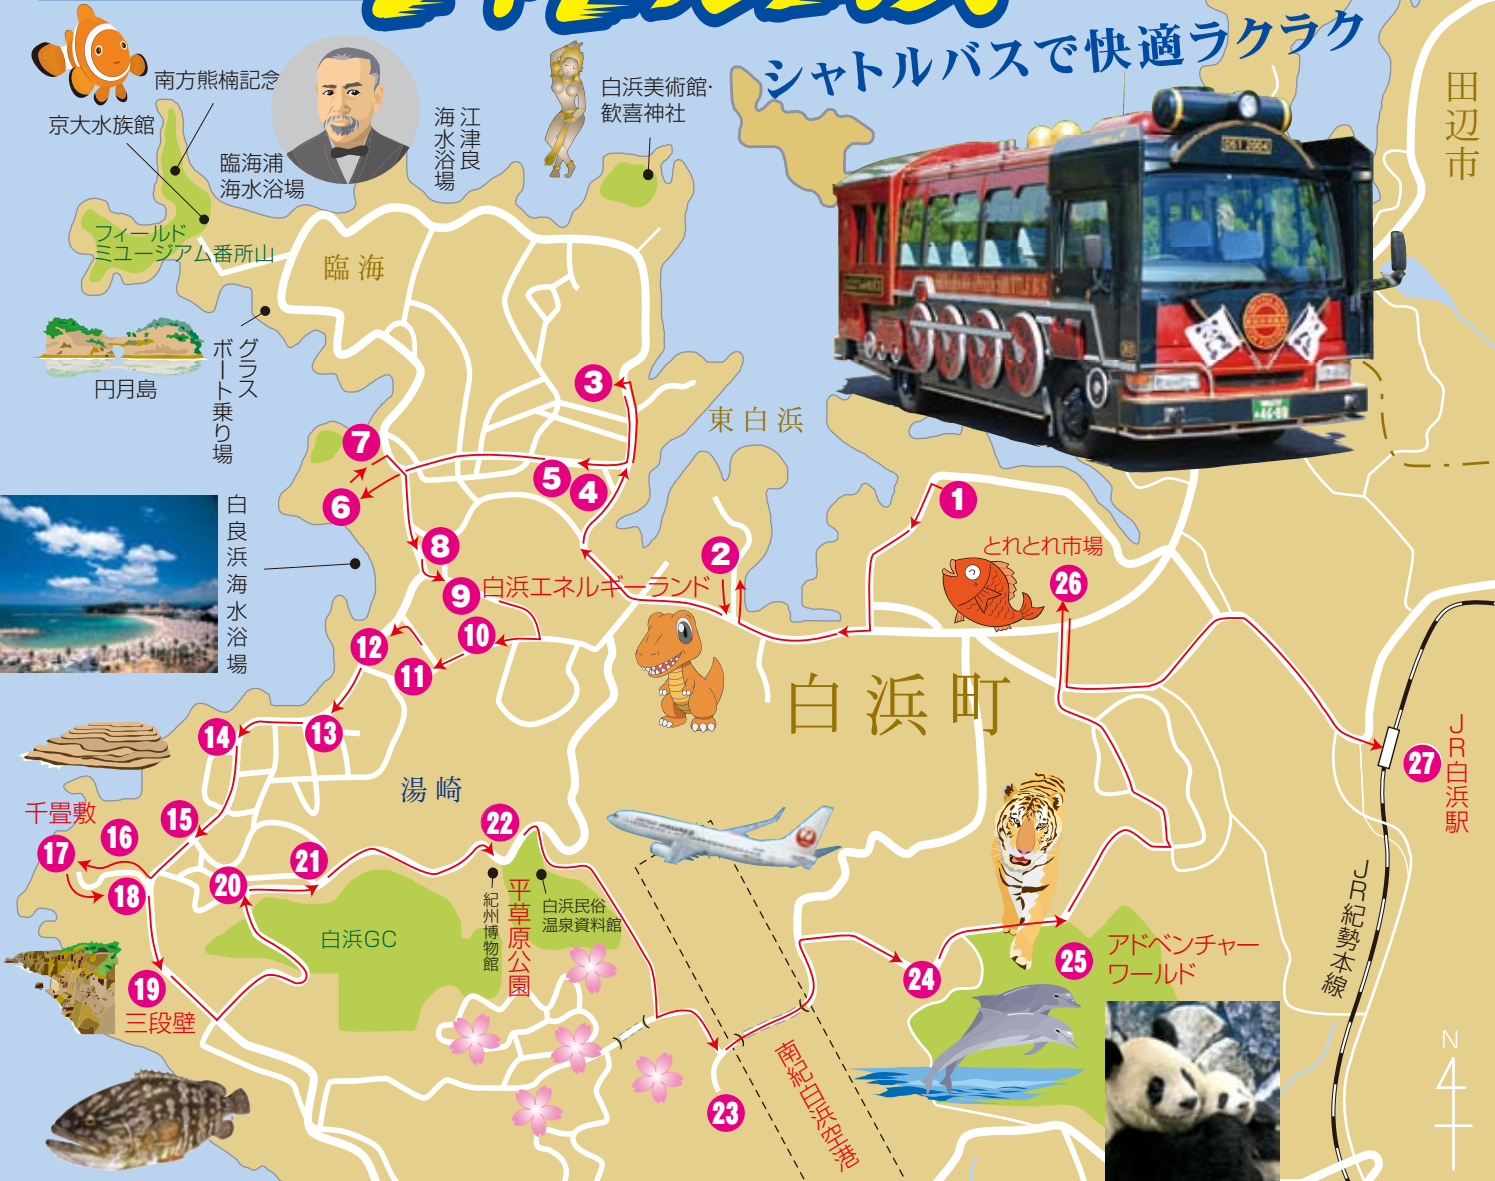 シャトルバスで快適ラクラク
田辺市
南方熊楠記念
京大水族館
臨海浦
海水浴場
江津良
海水浴場
白浜美術館・
歓喜神社
フィールド
ミュージアム番所山
臨海
グラス
ボート乗り場
円月島
東白浜
3
7
5
4
6
1
白良浜海水浴場
8
2
とれとれ市場
26
9
白浜エネルギーランド
10
12
11
白浜町
14
13
27
JR白浜駅
湯崎
千畳敷
15
16
17
18
20
21
22
紀州博物館
平草原公園
白浜民俗
温泉資料館
白浜GC
JR紀勢本線
24
25
アドベンチャー
ワールド
19
三段壁
23
南紀白浜空港
N